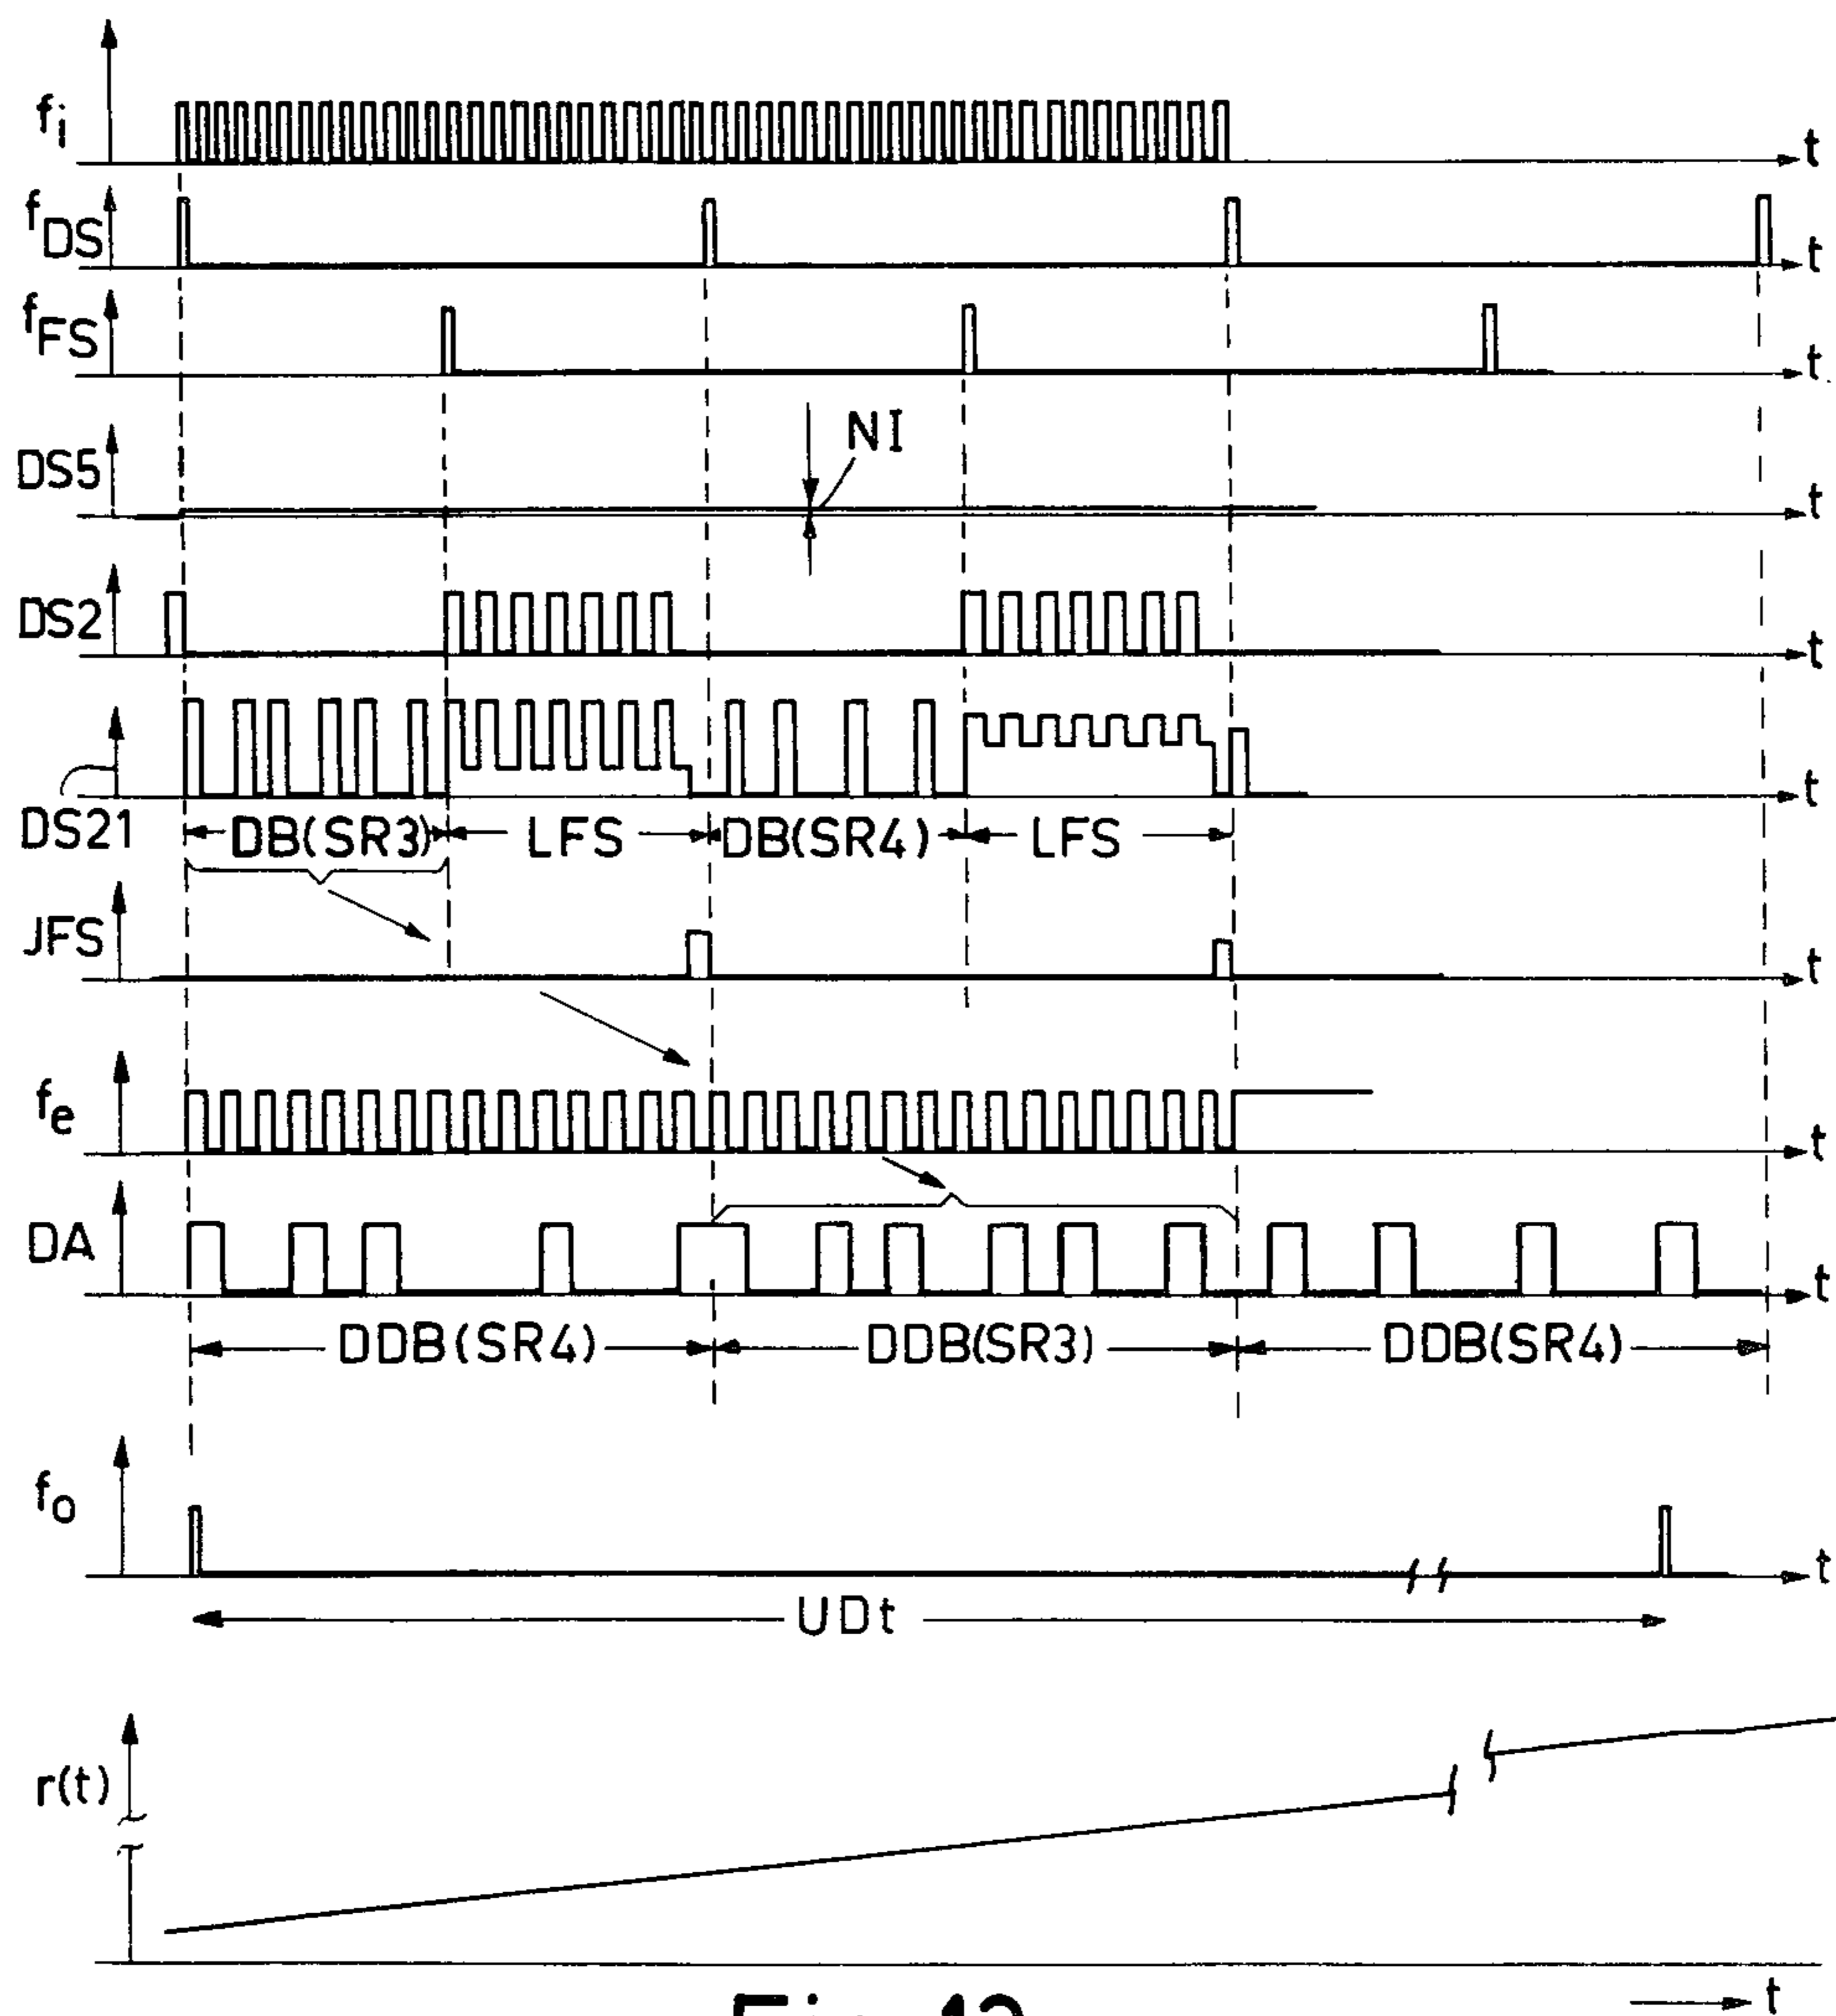 fi
t
fDS
t
fFS
t
NI
DS5
t
DS2
t
DS21
t
DB(SR3) LFS DB(SR4) LFS
JFS
t
fe
t
DA
t
DDB(SR4) DDB(SR3) DDB(SR4)
fo
t
UDt
r(t)
t